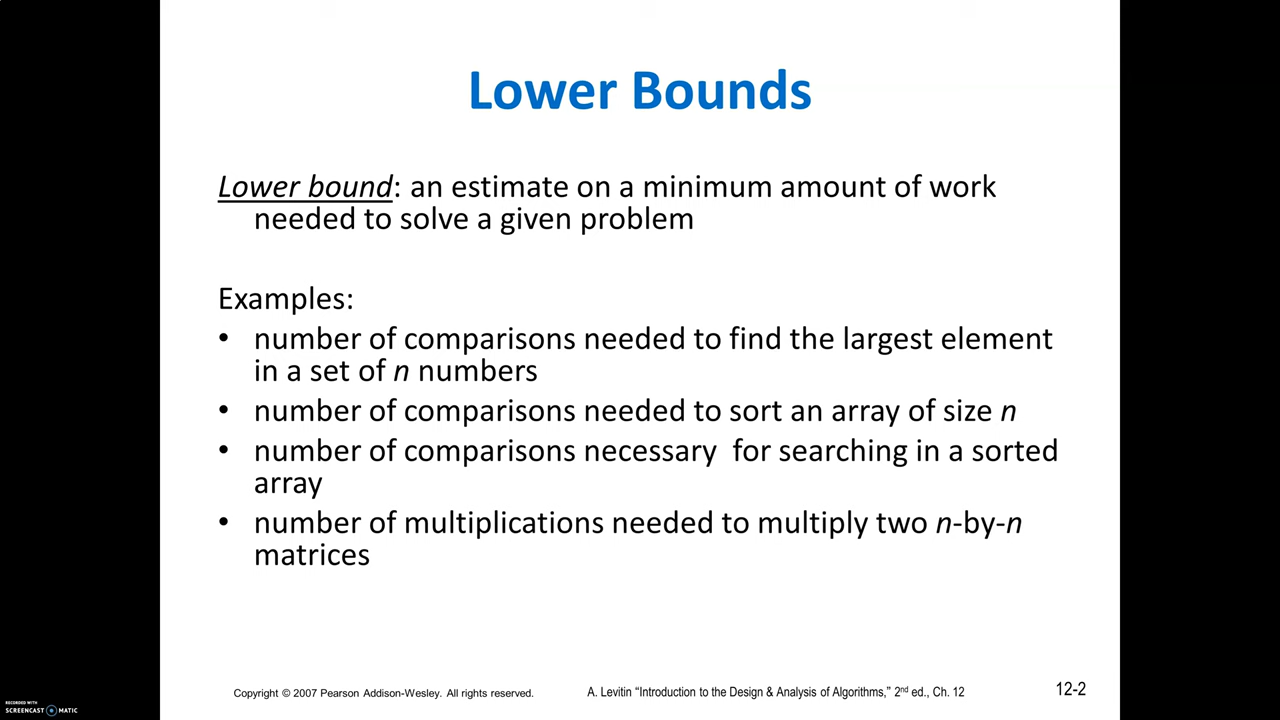 Lower Bounds
Lower bound: an estimate on a minimum amount of work
needed to solve a given problem
Examples:
• number of comparisons needed to find the largest element
in a set of n numbers
• number of comparisons needed to sort an array of size n
• number of comparisons necessary  for searching in a sorted
array
• number of multiplications needed to multiply two n-by-n
matrices
Copyright © 2007 Pearson Addison-Wesley. All rights reserved.
A. Levitin “Introduction to the Design & Analysis of Algorithms,” 2nd ed., Ch. 12
12-2
RECORDED WITH
SCREENCAST MATIC